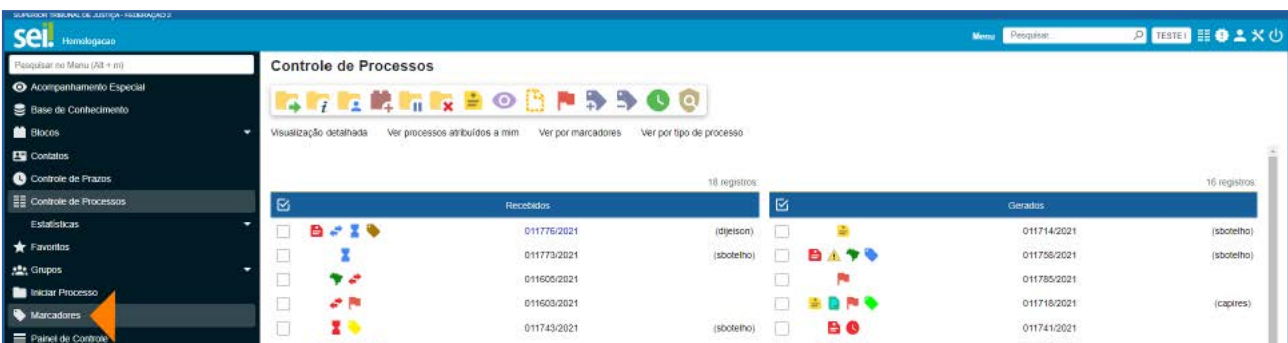 SUPERIOR TRIBUNAL DE JUSTIÇA - FEDERAÇÃO 2
sei! Homologacao
Menu
Pesquisar...
TESTE I
Pesquisar no Menu (Alt + m)
Acompanhamento Especial
Base de Conhecimento
Blocos
Contatos
Controle de Prazos
Controle de Processos
Estatísticas
Favoritos
Grupos
Iniciar Processo
Marcadores
Painel de Controle
Controle de Processos
Visualização detalhada Ver processos atribuídos a mim Ver por marcadores Ver por tipo de processo
18 registros:
Recebidos
011776/2021 (dijeison)
011773/2021 (sbotelho)
011605/2021
011603/2021
011743/2021 (sbotelho)
16 registros:
Gerados
011714/2021 (sbotelho)
011758/2021 (sbotelho)
011785/2021
011718/2021 (capires)
011741/2021